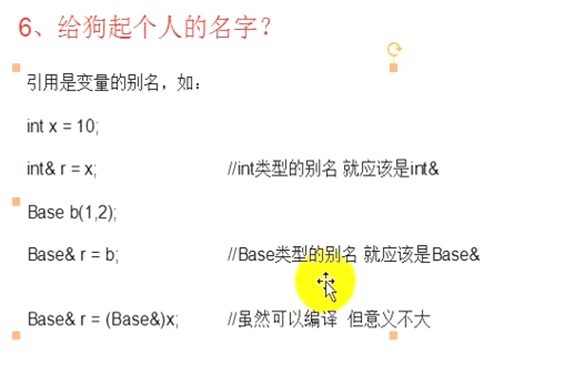 6、给狗起个人的名字？
引用是变量的别名，如：
int x = 10;
int& r = x; //int类型的别名 就应该是int&
Base b(1,2);
Base& r = b; //Base类型的别名 就应该是Base&
Base& r = (Base&)x; //虽然可以编译 但意义不大